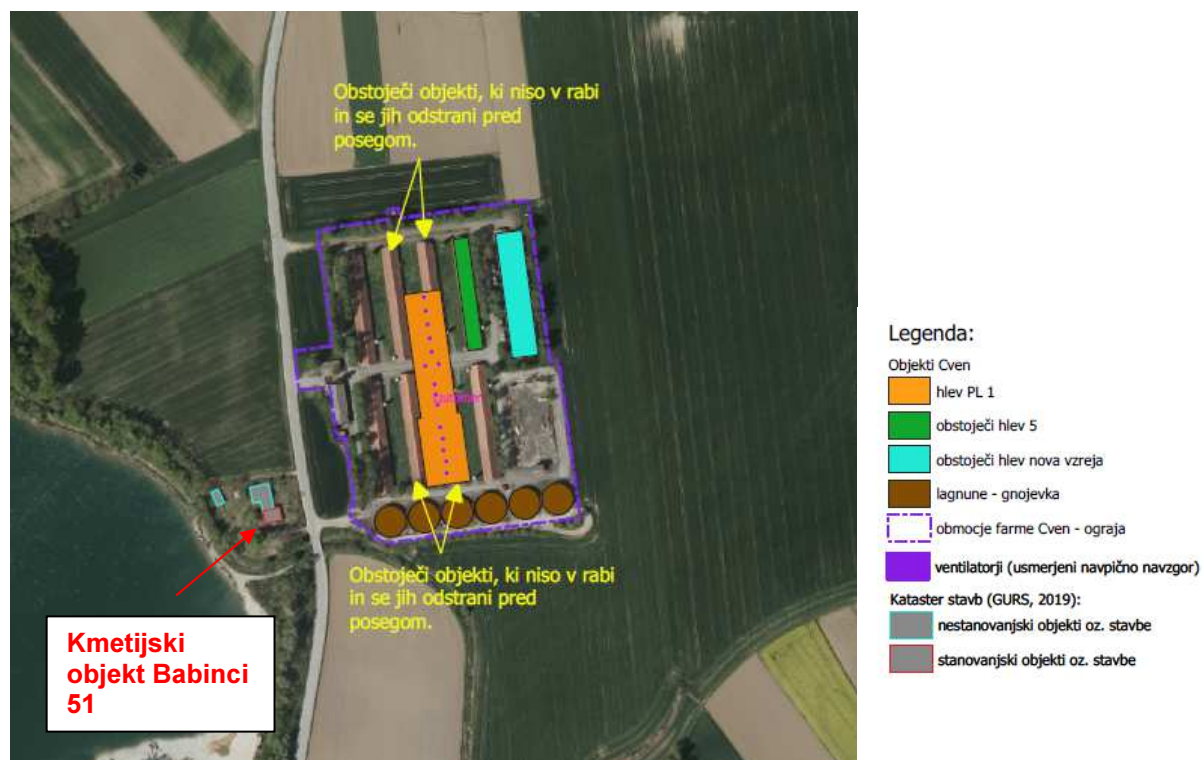 Obstoječi objekti, ki niso v rabi
in se jih odstrani pred
posegom.
Obstoječi objekti, ki niso v rabi
in se jih odstrani pred
posegom.
Kmetijski
objekt Babinci
51
Legenda:
Objekti Cven
hlev PL 1
obstoječi hlev 5
obstoječi hlev nova vzreja
lagnune - gnojevka
obmocje farme Cven - ograja
ventilatorji (usmerjeni navpično navzgor)
Kataster stavb (GURS, 2019):
nestanovanjski objekti oz. stavbe
stanovanjski objekti oz. stavbe